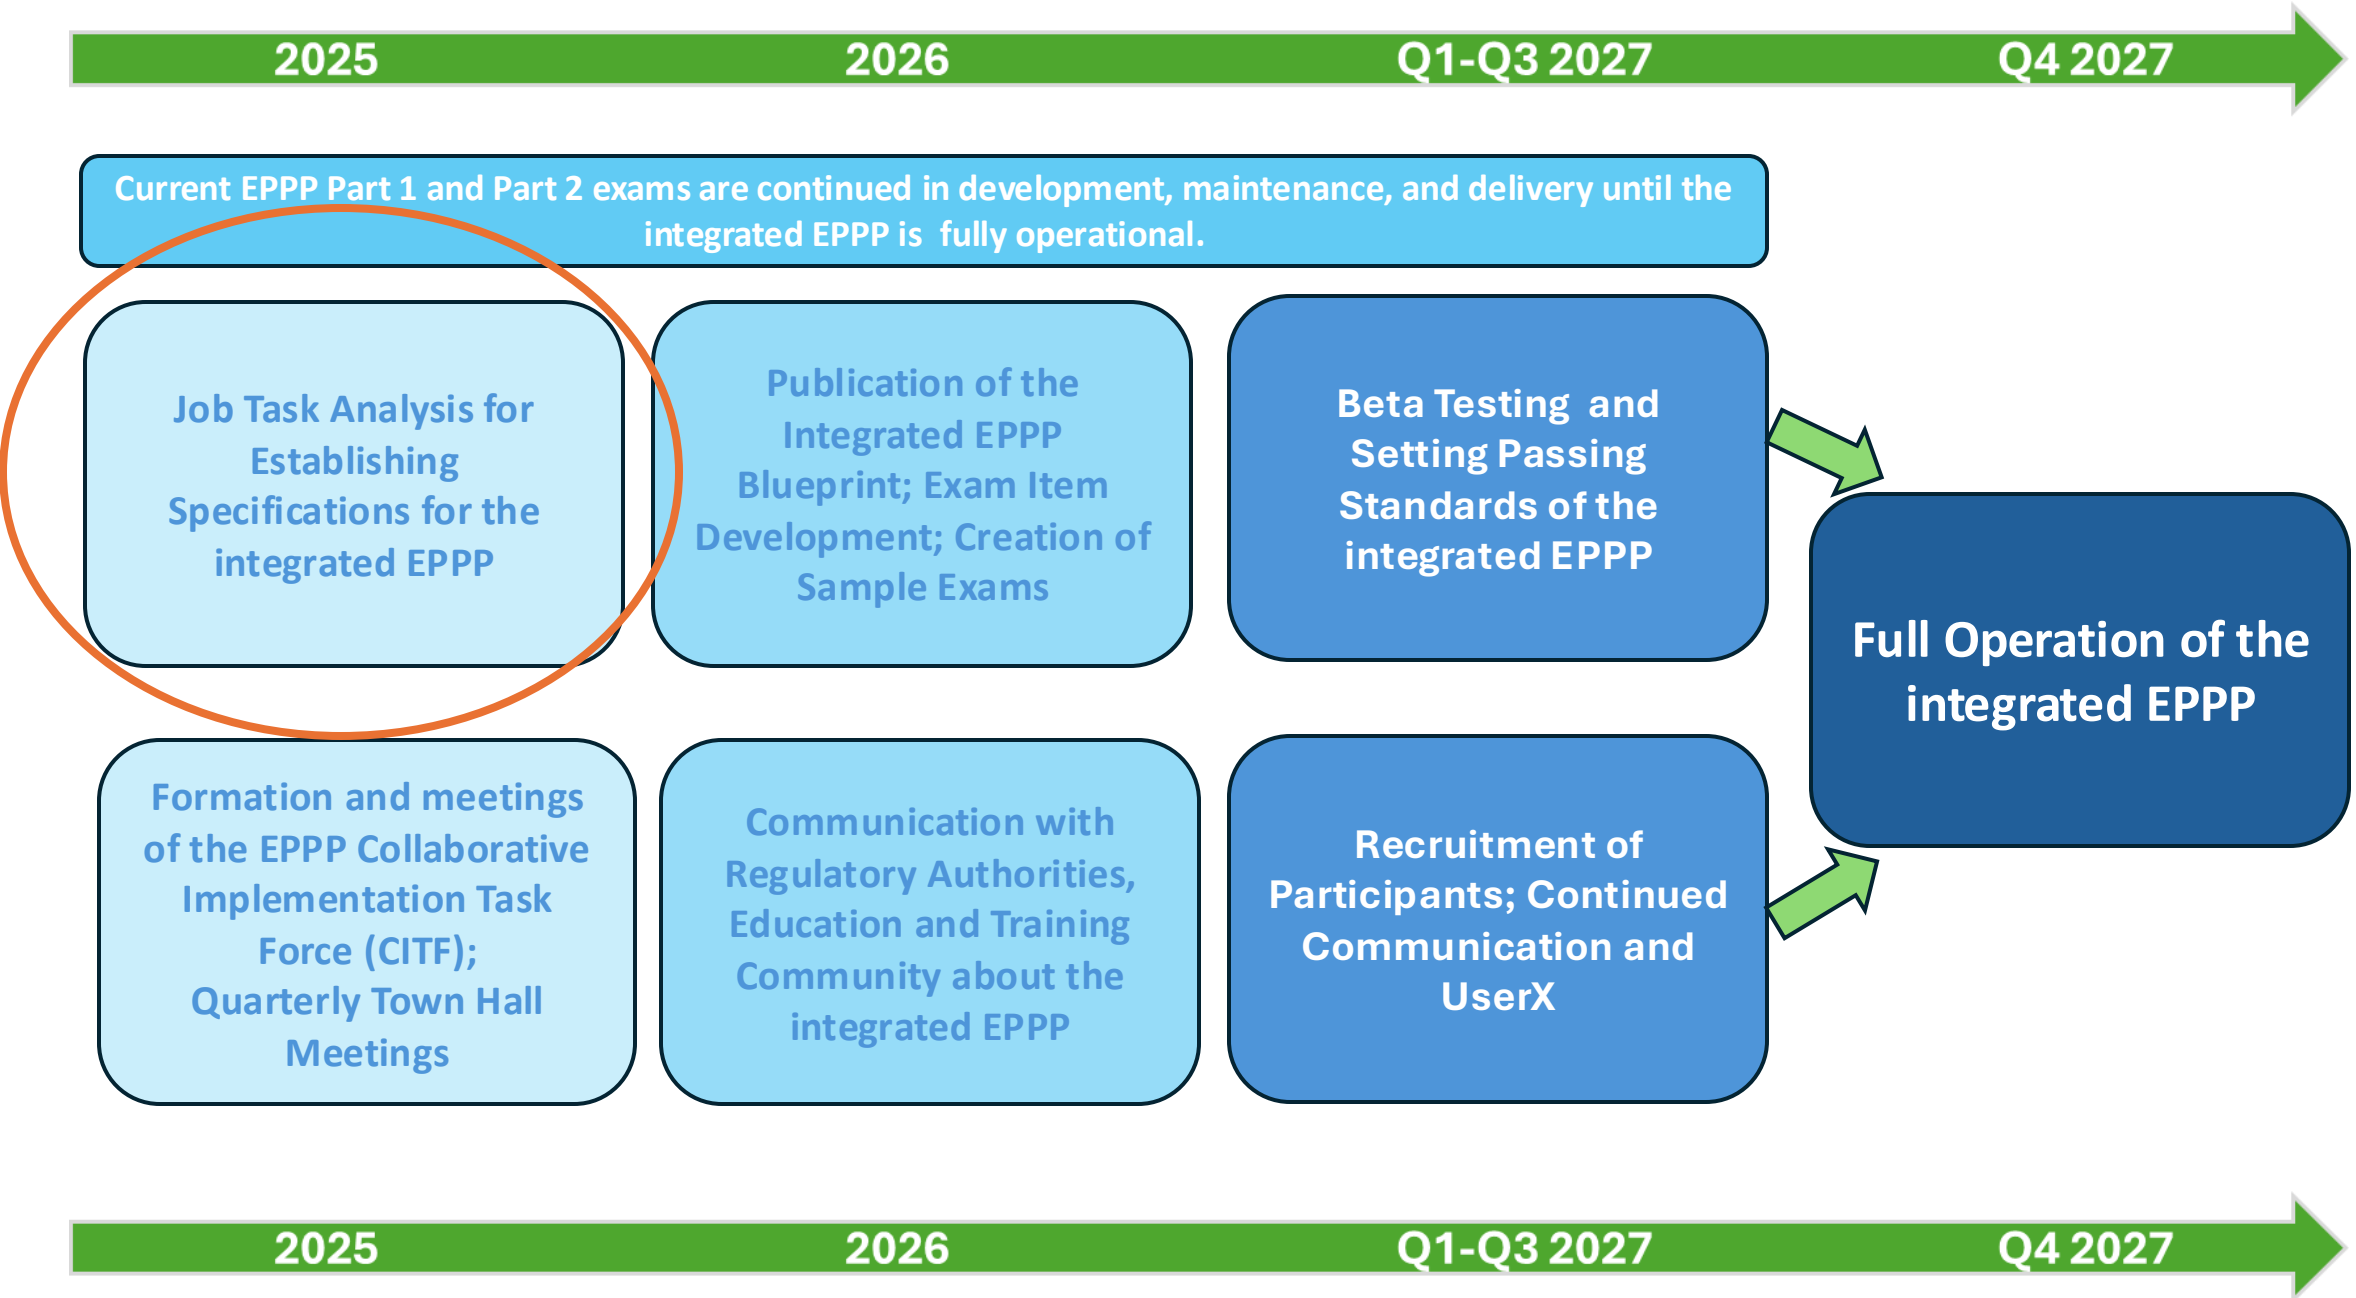 2025 2026 Q1-Q3 2027 Q4 2027
Current EPPP Part 1 and Part 2 exams are continued in development, maintenance, and delivery until the
integrated EPPP is fully operational.
Job Task Analysis for
Establishing
Specifications for the
integrated EPPP
Publication of the
Integrated EPPP
Blueprint; Exam Item
Development; Creation of
Sample Exams
Beta Testing and
Setting Passing
Standards of the
integrated EPPP
Full Operation of the
integrated EPPP
Formation and meetings
of the EPPP Collaborative
Implementation Task
Force (CITF);
Quarterly Town Hall
Meetings
Communication with
Regulatory Authorities,
Education and Training
Community about the
integrated EPPP
Recruitment of
Participants; Continued
Communication and
UserX
2025 2026 Q1-Q3 2027 Q4 2027